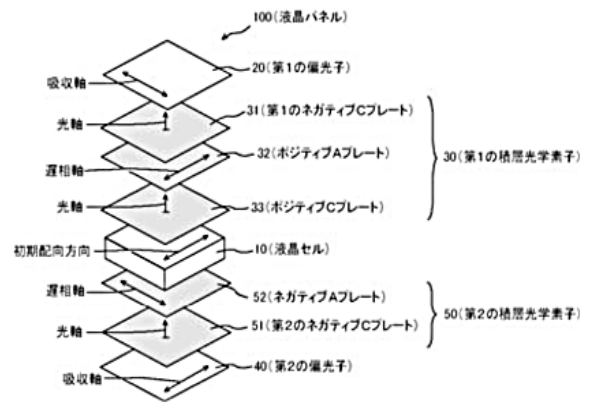 100(液晶パネル)
20(第1の偏光子)
吸収軸
31(第1のネガティブCプレート)
光軸
32(ポジティブAプレート)
30(第1の積層光学素子)
遅相軸
33(ポジティブCプレート)
光軸
初期配向方向
10(液晶セル)
遅相軸
52(ネガティブAプレート)
50(第2の積層光学素子)
光軸
51(第2のネガティブCプレート)
40(第2の偏光子)
吸収軸